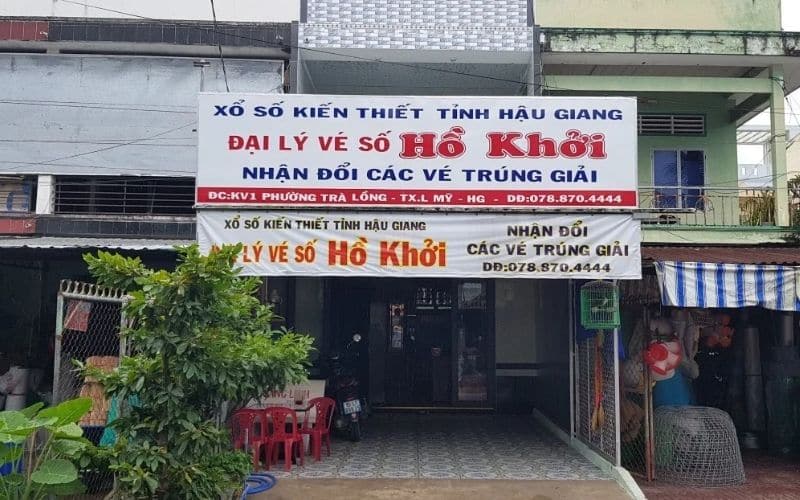 XỔ SỐ KIẾN THIẾT TỈNH HẬU GIANG
ĐẠI LÝ VÉ SỐ Hồ Khởi
NHẬN ĐỔI CÁC VÉ TRÚNG GIẢI
ĐC:KV1 PHƯỜNG TRÀ LỒNG - TX.L MỸ - HG - DĐ:078.870.4444
XỔ SỐ KIẾN THIẾT TỈNH HẬU GIANG
LÝ VÉ SỐ Hồ Khởi
NHẬN ĐỔI
CÁC VÉ TRÚNG GIẢI
DĐ:078.870.4444